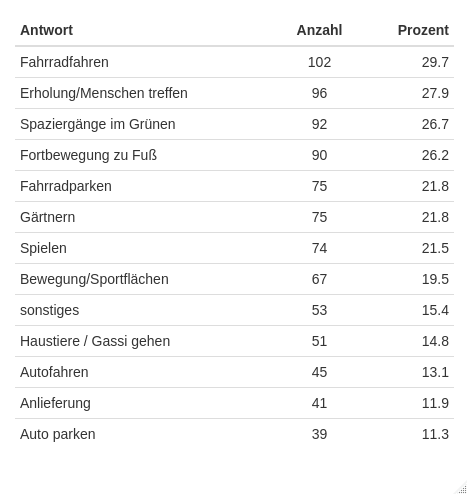 Antwort Anzahl Prozent
Fahrradfahren 102 29.7
Erholung/Menschen treffen 96 27.9
Spaziergänge im Grünen 92 26.7
Fortbewegung zu Fuß 90 26.2
Fahrradparken 75 21.8
Gärtnern 75 21.8
Spielen 74 21.5
Bewegung/Sportflächen 67 19.5
sonstiges 53 15.4
Haustiere / Gassi gehen 51 14.8
Autofahren 45 13.1
Anlieferung 41 11.9
Auto parken 39 11.3